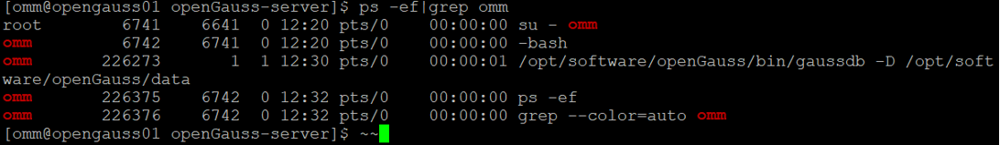 [omm@opengauss01 openGauss-server]$ ps -ef|grep omm
root        6741    6641  0 12:20 pts/0    00:00:00 su - omm
omm         6742    6741  0 12:20 pts/0    00:00:00 -bash
omm       226273       1  1 12:30 pts/0    00:00:01 /opt/software/openGauss/bin/gaussdb -D /opt/soft
ware/openGauss/data
omm       226375    6742  0 12:32 pts/0    00:00:00 ps -ef
omm       226376    6742  0 12:32 pts/0    00:00:00 grep --color=auto omm
[omm@opengauss01 openGauss-server]$ ~~